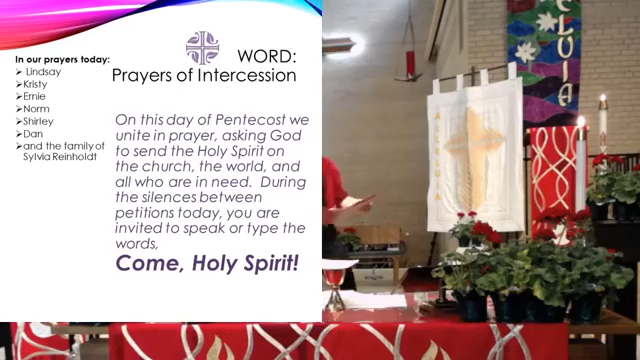 In our prayers today:
➢ Lindsay
➢Kristy
➢Ernie
➢Norm
➢Shirley
➢Dan
➢and the family of
Sylvia Reinholdt
WORD:
Prayers of Intercession
On this day of Pentecost we
unite in prayer, asking God
to send the Holy Spirit on
the church, the world, and
all who are in need.  During
the silences between
petitions today, you are
invited to speak or type the
words,
Come, Holy Spirit!
ALLELUIA